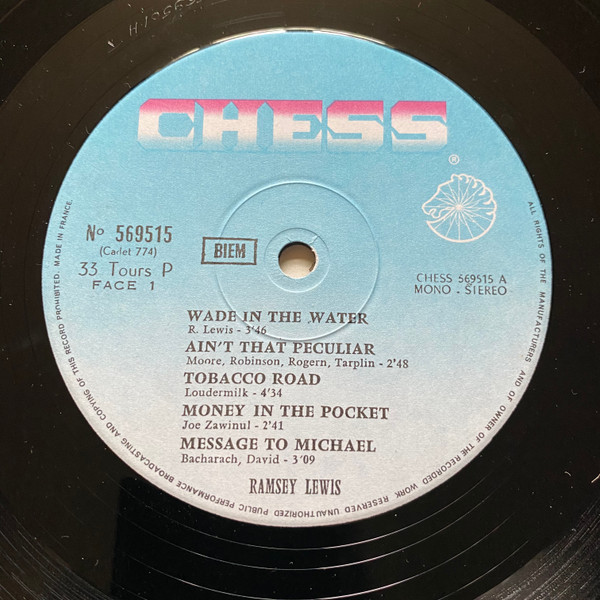 CHESS
®
Nº 569515
(Carlet 774)
BIEM
33 Tours P
FACE 1
CHESS 569515 A
MONO - STEREO
WADE IN THE WATER
R. Lewis - 3'46
AIN'T THAT PECULIAR
Moore, Robinson, Rogern, Tarplin - 2'48
TOBACCO ROAD
Loudermilk - 4'34
MONEY IN THE POCKET
Joe Zawinul - 2'41
MESSAGE TO MICHAEL
Bacharach, David - 3'09
RAMSEY LEWIS
ALL RIGHTS OF THE MANUFACTURERS AND OF OWNER OF THE RECORDED WORK RESERVED UNAUTHORIZED PUBLIC PERFORMANCE BROADCASTING AND COPYING OF THIS RECORD PROHIBITED. MADE IN FRANCE.